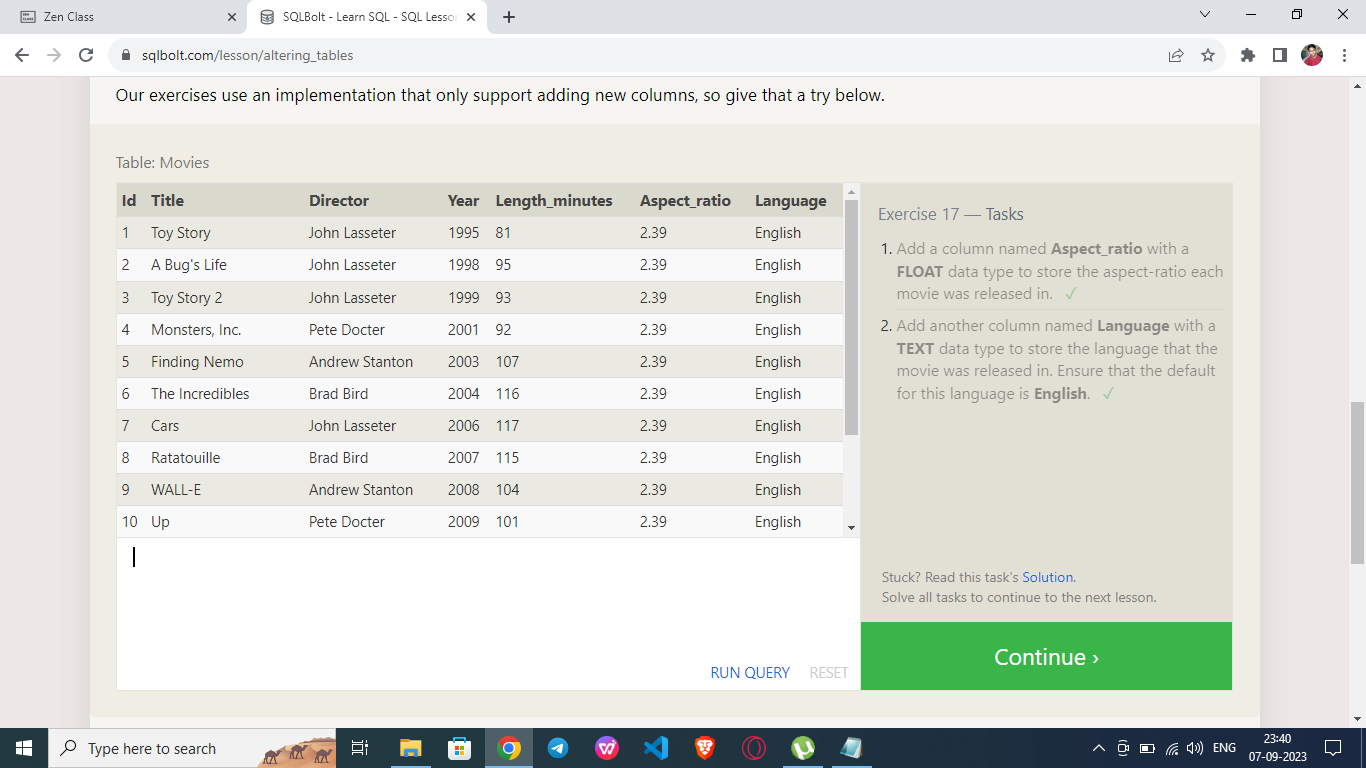 Zen Class
SQLBolt - Learn SQL - SQL Lesson
sqlbolt.com/lesson/altering_tables
Our exercises use an implementation that only support adding new columns, so give that a try below.
Table: Movies
Id Title Director Year Length_minutes Aspect_ratio Language
1 Toy Story John Lasseter 1995 81 2.39 English
2 A Bug's Life John Lasseter 1998 95 2.39 English
3 Toy Story 2 John Lasseter 1999 93 2.39 English
4 Monsters, Inc. Pete Docter 2001 92 2.39 English
5 Finding Nemo Andrew Stanton 2003 107 2.39 English
6 The Incredibles Brad Bird 2004 116 2.39 English
7 Cars John Lasseter 2006 117 2.39 English
8 Ratatouille Brad Bird 2007 115 2.39 English
9 WALL-E Andrew Stanton 2008 104 2.39 English
10 Up Pete Docter 2009 101 2.39 English
RUN QUERY RESET
Exercise 17 — Tasks
1. Add a column named Aspect_ratio with a
FLOAT data type to store the aspect-ratio each
movie was released in. ✓
2. Add another column named Language with a
TEXT data type to store the language that the
movie was released in. Ensure that the default
for this language is English. ✓
Stuck? Read this task's Solution.
Solve all tasks to continue to the next lesson.
Continue ›
Type here to search
ENG
23:40
07-09-2023